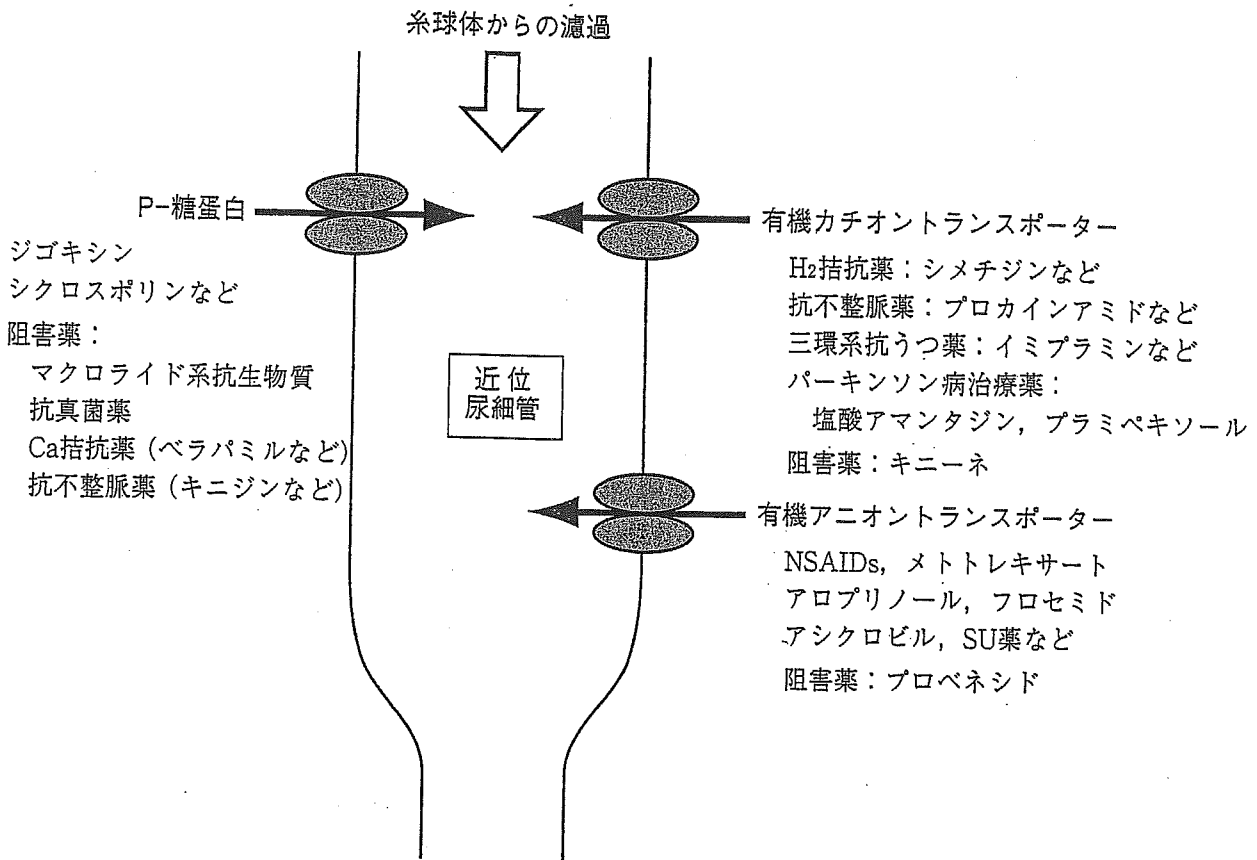 糸球体からの濾過
P-糖蛋白
ジゴキシン
シクロスポリンなど
阻害薬：
マクロライド系抗生物質
抗真菌薬
Ca拮抗薬（ベラパミルなど）
抗不整脈薬（キニジンなど）
近位
尿細管
有機カチオントランスポーター
H₂拮抗薬：シメチジンなど
抗不整脈薬：プロカインアミドなど
三環系抗うつ薬：イミプラミンなど
パーキンソン病治療薬：
塩酸アマンタジン，プラミペキソール
阻害薬：キニーネ
有機アニオントランスポーター
NSAIDs，メトトレキサート
アロプリノール，フロセミド
アシクロビル，SU薬など
阻害薬：プロベネシド